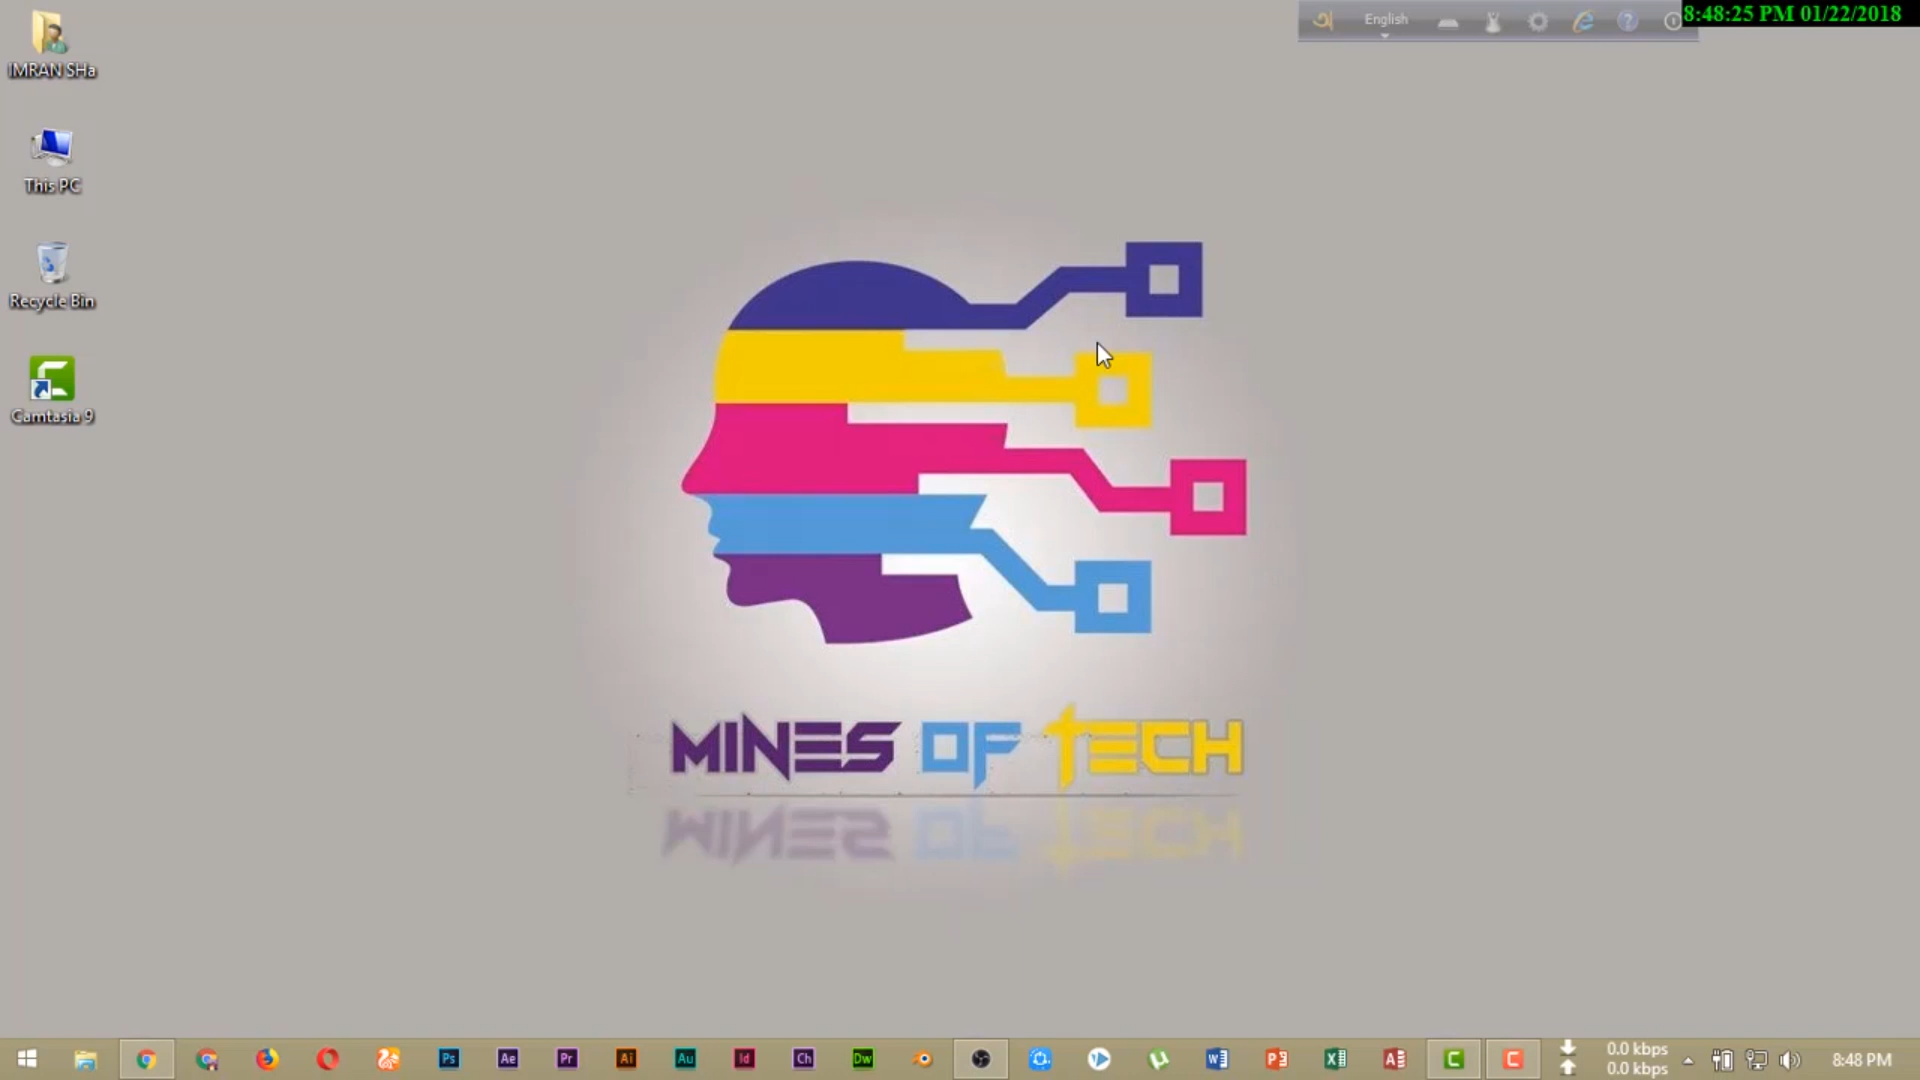 অ English
8:48:25 PM 01/22/2018
IMRAN SHa
This PC
Recycle Bin
Camtasia 9
MINES OF TECH
Ps Ae Pr Ai Au Id Ch Dw
0.0 kbps
0.0 kbps
8:48 PM